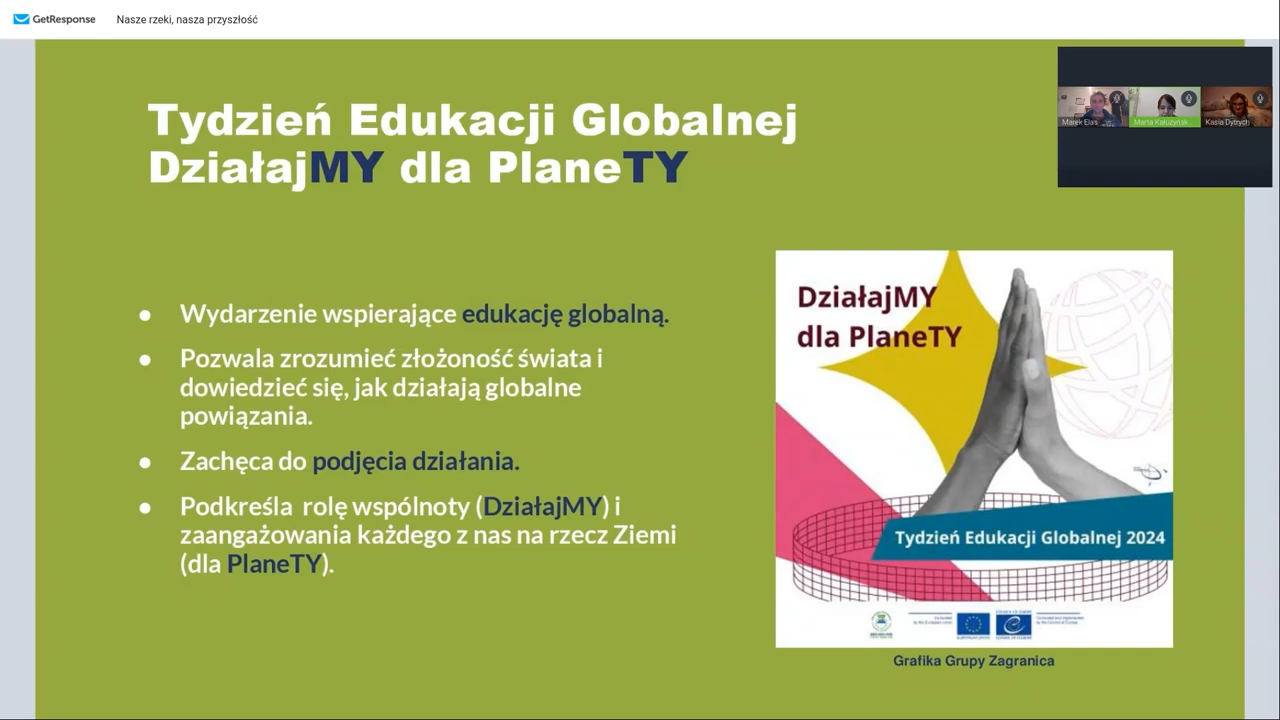 GetResponse
Nasze rzeki, nasza przyszłość
Tydzień Edukacji Globalnej
DziałajMY dla PlaneTY
Marek Elas
Marta Kałużyńsk...
Kasia Dytrych
● Wydarzenie wspierające edukację globalną.
● Pozwala zrozumieć złożoność świata i
dowiedzieć się, jak działają globalne
powiązania.
● Zachęca do podjęcia działania.
● Podkreśla rolę wspólnoty (DziałajMY) i
zaangażowania każdego z nas na rzecz Ziemi
(dla PlaneTY).
DziałajMY
dla PlaneTY
Tydzień Edukacji Globalnej 2024
Grafika Grupy Zagranica